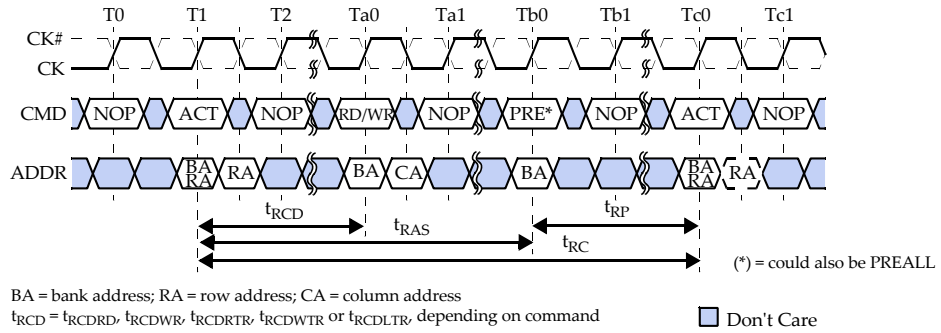 T0 T1 T2 Ta0 Ta1 Tb0 Tb1 Tc0 Tc1
CK#
CK
CMD NOP ACT NOP RD/WR NOP PRE* NOP ACT NOP
ADDR BA RA RA BA CA BA BA RA RA
tRCD
tRP
tRAS
tRC
(*) = could also be PREALL
BA = bank address; RA = row address; CA = column address
tRCD = tRCDRD, tRCDWR, tRCDRTR, tRCDWTR or tRCDLTR, depending on command
Don't Care